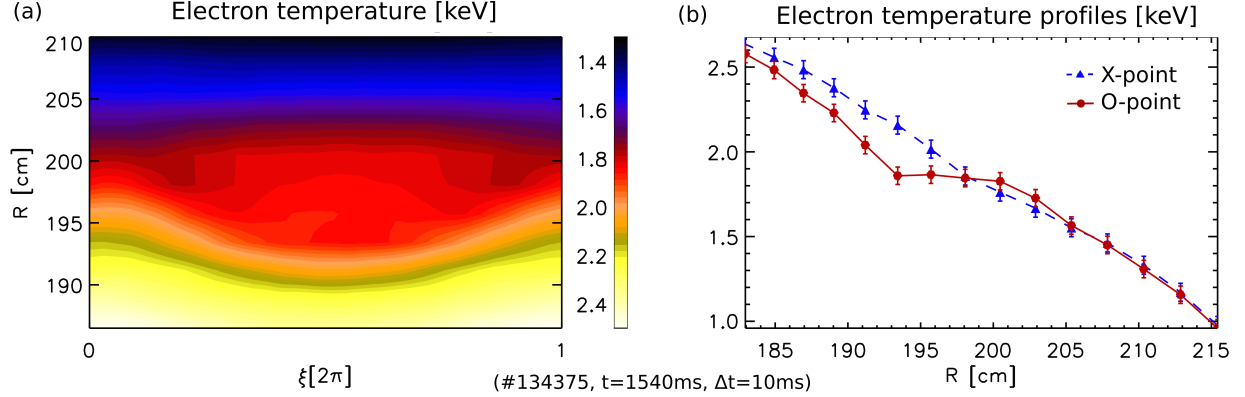 (a)
Electron temperature [keV]
210
205
200
195
190
R [cm]
0
1
ξ[2π]
1.4
1.6
1.8
2.0
2.2
2.4
(b)
Electron temperature profiles [keV]
2.5
2.0
1.5
1.0
X-point
O-point
185
190
195
200
205
210
215
R [cm]
(#134375, t=1540ms, Δt=10ms)